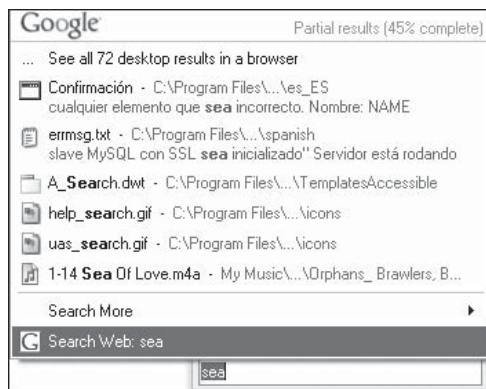 Google Partial results (45% complete)
... See all 72 desktop results in a browser
Confirmación - C:\Program Files\...\es_ES
cualquier elemento que sea incorrecto. Nombre: NAME
errmsg.txt - C:\Program Files\...\spanish
slave MySQL con SSL sea inicializado" Servidor está rodando
A_Search.dwt - C:\Program Files\...\TemplatesAccessible
help_search.gif - C:\Program Files\...\icons
uas_search.gif - C:\Program Files\...\icons
1-14 Sea Of Love.m4a - My Music\...\Orphans_ Brawlers, B...
Search More
G Search Web: sea
sea